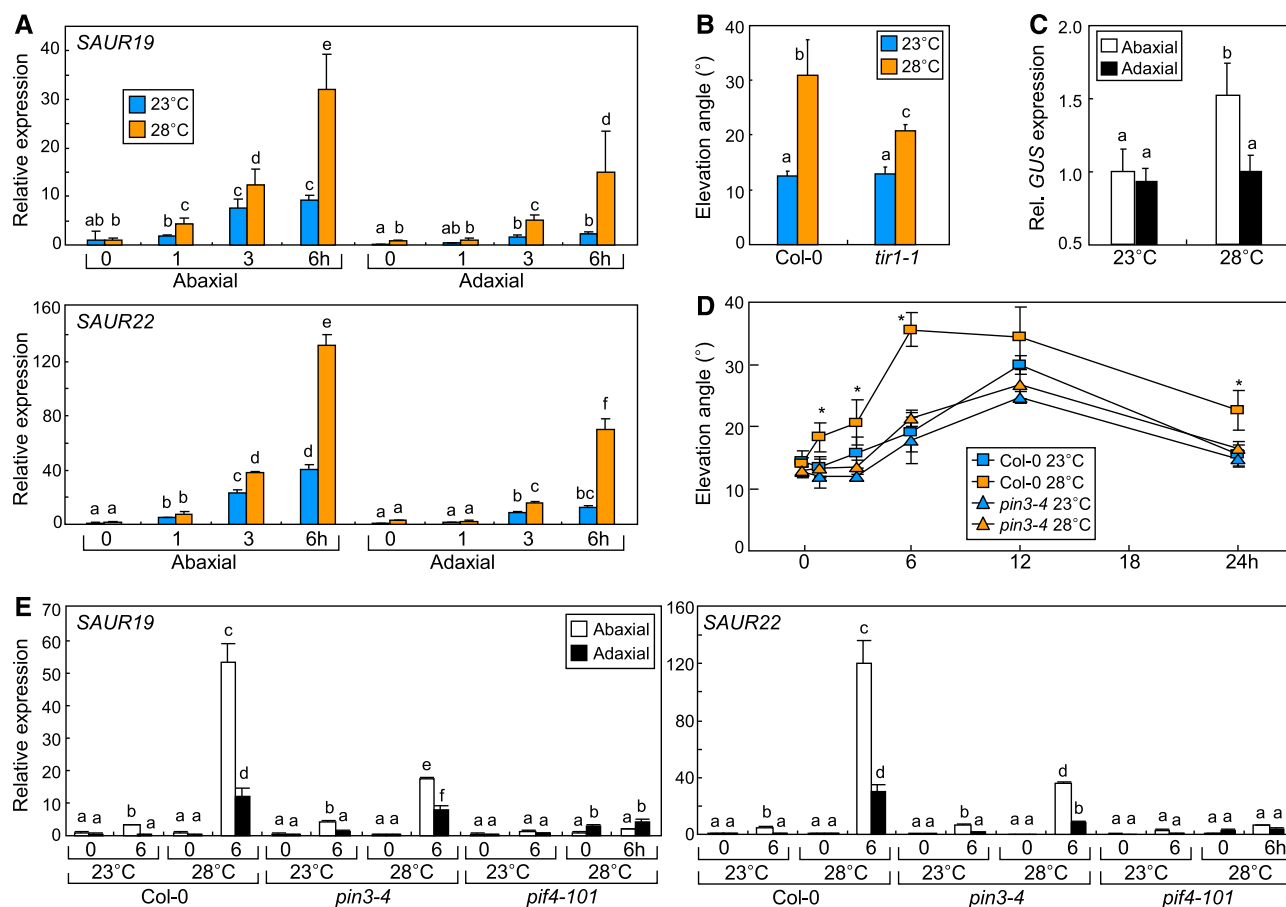 A
SAUR19
Relative expression
40
30
20
10
0
23°C
28°C
ab b b c c d c e a b ab b b c b d
0 1 3 6h 0 1 3 6h
Abaxial Adaxial
SAUR22
Relative expression
160
120
80
40
0
a a b b c d d e a a a a b c bc f
0 1 3 6h 0 1 3 6h
Abaxial Adaxial
B
Elevation angle (°)
40
30
20
10
0
23°C
28°C
a b a c
Col-0 tir1-1
C
Rel. GUS expression
2.0
1.5
1.0
0.5
Abaxial
Adaxial
a a b a
23°C 28°C
D
Elevation angle (°)
40
30
20
10
0
* * * *
Col-0 23°C
Col-0 28°C
pin3-4 23°C
pin3-4 28°C
0 6 12 18 24h
E
SAUR19
Relative expression
70
60
50
40
30
20
10
0
Abaxial
Adaxial
a a b a a a c d a a b a a a e f a a a a a b a b
0 6 0 6 0 6 0 6 0 6 0 6h
23°C 28°C 23°C 28°C 23°C 28°C
Col-0 pin3-4 pif4-101
SAUR22
160
120
80
40
0
a a b a a a c d a a b a a a d b a a a a a a a a
0 6 0 6 0 6 0 6 0 6 0 6h
23°C 28°C 23°C 28°C 23°C 28°C
Col-0 pin3-4 pif4-101